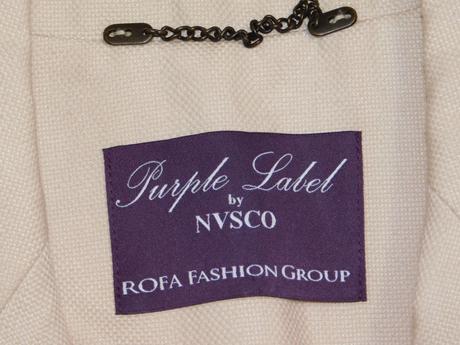 Purple Label
by
NVSCO
ROFA FASHION GROUP